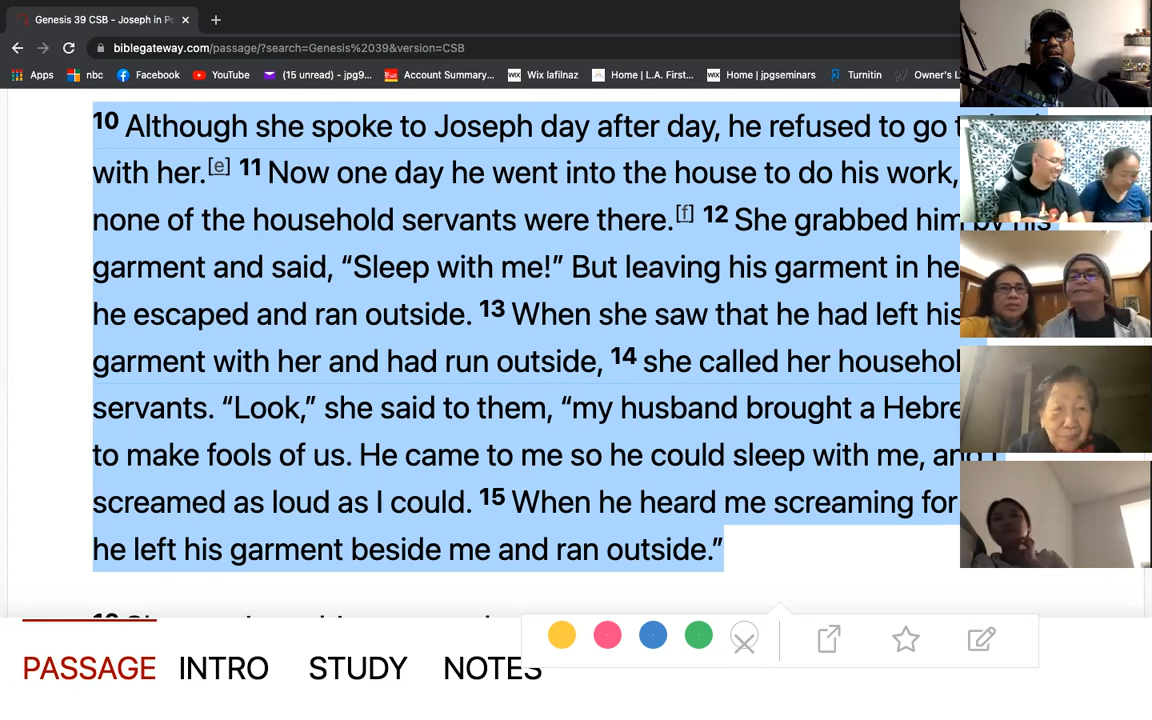 Genesis 39 CSB - Joseph in Po
biblegateway.com/passage/?search=Genesis%2039&version=CSB
Apps nbc Facebook YouTube (15 unread) - jpg9... Account Summary... Wix lafilnaz Home | L.A. First... Home | jpgseminars Turnitin Owner's L
10 Although she spoke to Joseph day after day, he refused to go
with her.[e] 11 Now one day he went into the house to do his work,
none of the household servants were there.[f] 12 She grabbed him by his
garment and said, “Sleep with me!” But leaving his garment in he
he escaped and ran outside. 13 When she saw that he had left his
garment with her and had run outside, 14 she called her househol
servants. “Look,” she said to them, “my husband brought a Hebre
to make fools of us. He came to me so he could sleep with me, and I
screamed as loud as I could. 15 When he heard me screaming for
he left his garment beside me and ran outside.”
PASSAGE INTRO STUDY NOTES